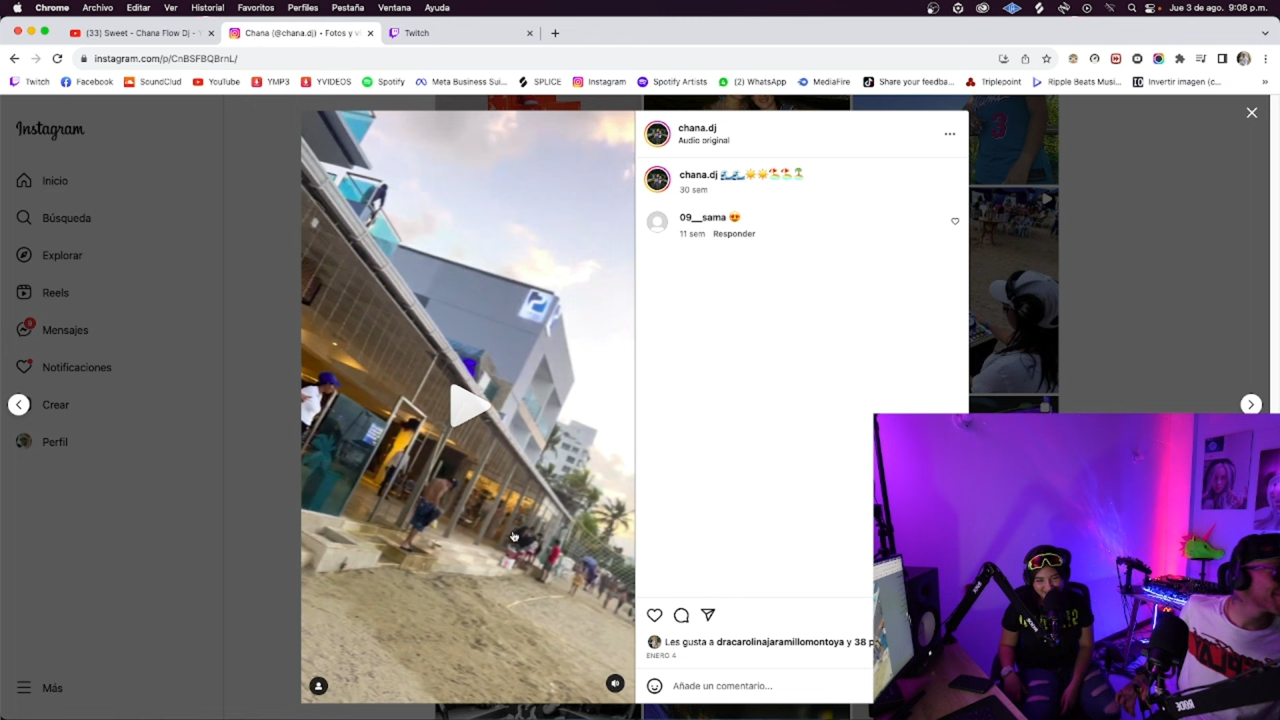 Chrome Archivo Editar Ver Historial Favoritos Perfiles Pestaña Ventana Ayuda
Jue 3 de ago. 9:08 p.m.
(33) Sweet - Chana Flow Dj - Y
Chana (@chana.dj) • Fotos y v
Twitch
instagram.com/p/CnBSFBQBrnL/
Twitch Facebook SoundClud YouTube YMP3 YVIDEOS Spotify Meta Business Sui... SPLICE Instagram Spotify Artists (2) WhatsApp MediaFire Share your feedba... Triplepoint Ripple Beats Musi... Invertir imagen (c... »
Instagram
Inicio
Búsqueda
Explorar
Reels
Mensajes
Notificaciones
Crear
Perfil
Más
chana.dj
Audio original
chana.dj 🌊🌊☀️☀️🏖️🏖️🏝️
30 sem
09__sama 😍
11 sem Responder
Les gusta a dracarolinajaramillomontoya y 38 p
ENERO 4
Añade un comentario...
3